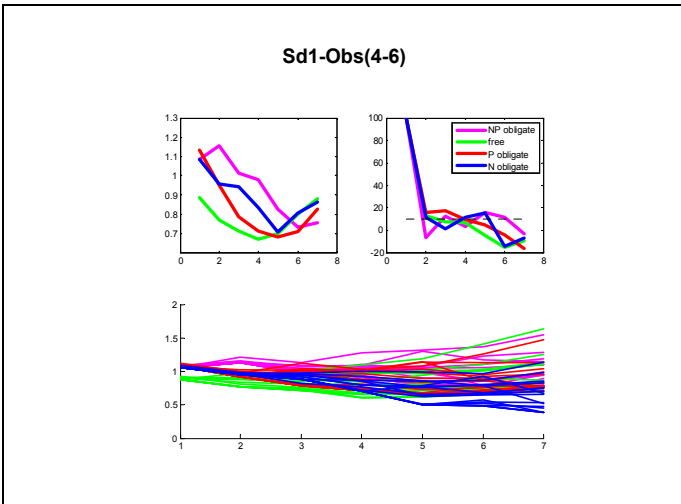 Sd1-Obs(4-6)
1.3
1.2
1.1
1
0.9
0.8
0.7
0 2 4 6 8
100
80
60
40
20
0
-20
0 2 4 6 8
NP obligate
free
P obligate
N obligate
2
1.5
1
0.5
0
1 2 3 4 5 6 7